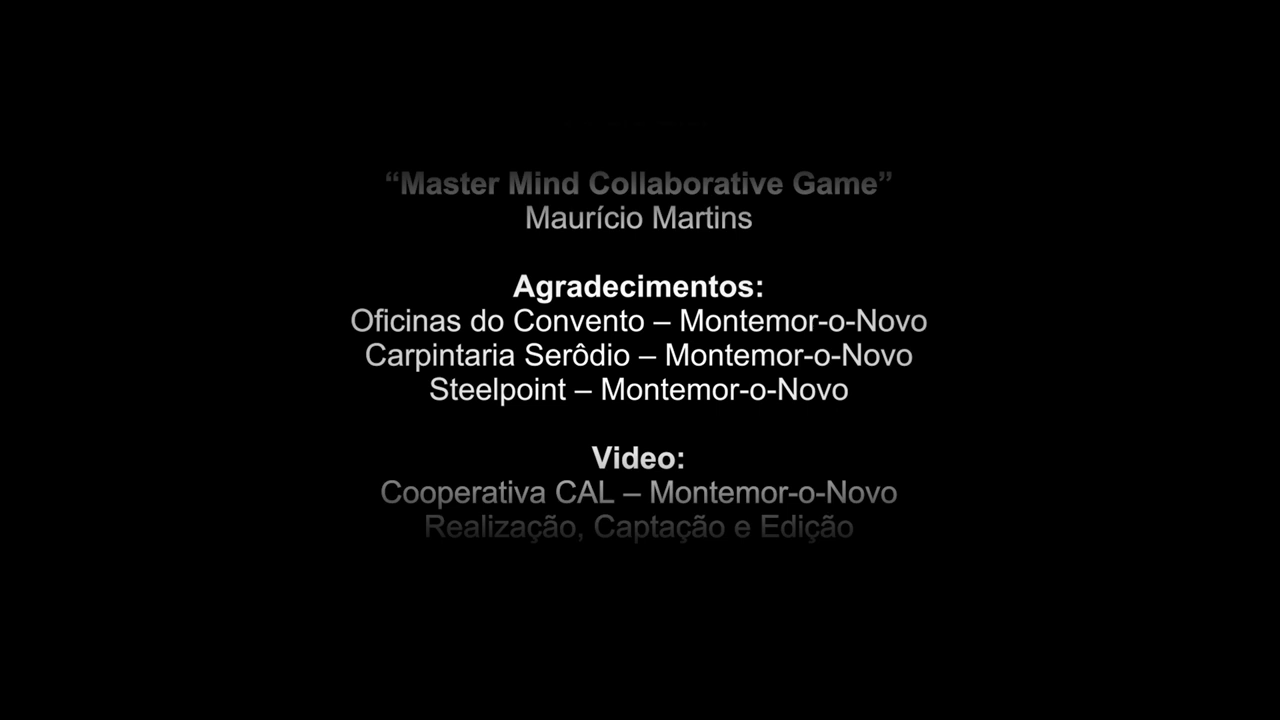 “Master Mind Collaborative Game”
Maurício Martins
Agradecimentos:
Oficinas do Convento – Montemor-o-Novo
Carpintaria Serôdio – Montemor-o-Novo
Steelpoint – Montemor-o-Novo
Video:
Cooperativa CAL – Montemor-o-Novo
Realização, Captação e Edição